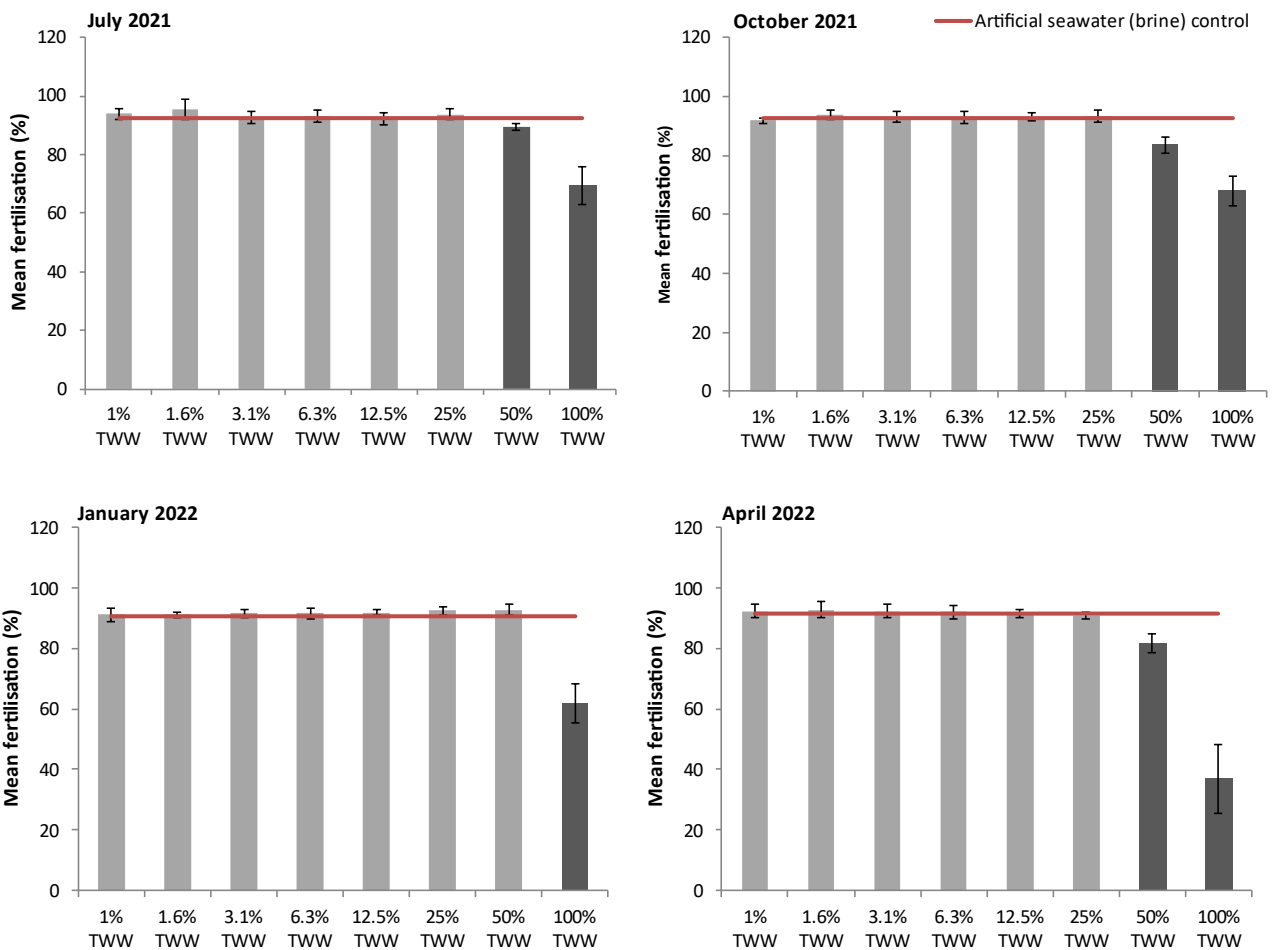 July 2021
Mean fertilisation (%)
120
100
80
60
40
20
0
1% 1.6% 3.1% 6.3% 12.5% 25% 50% 100%
TWW TWW TWW TWW TWW TWW TWW TWW
October 2021
Artificial seawater (brine) control
Mean fertilisation (%)
120
100
80
60
40
20
0
1% 1.6% 3.1% 6.3% 12.5% 25% 50% 100%
TWW TWW TWW TWW TWW TWW TWW TWW
January 2022
Mean fertilisation (%)
120
100
80
60
40
20
0
1% 1.6% 3.1% 6.3% 12.5% 25% 50% 100%
TWW TWW TWW TWW TWW TWW TWW TWW
April 2022
Mean fertilisation (%)
120
100
80
60
40
20
0
1% 1.6% 3.1% 6.3% 12.5% 25% 50% 100%
TWW TWW TWW TWW TWW TWW TWW TWW